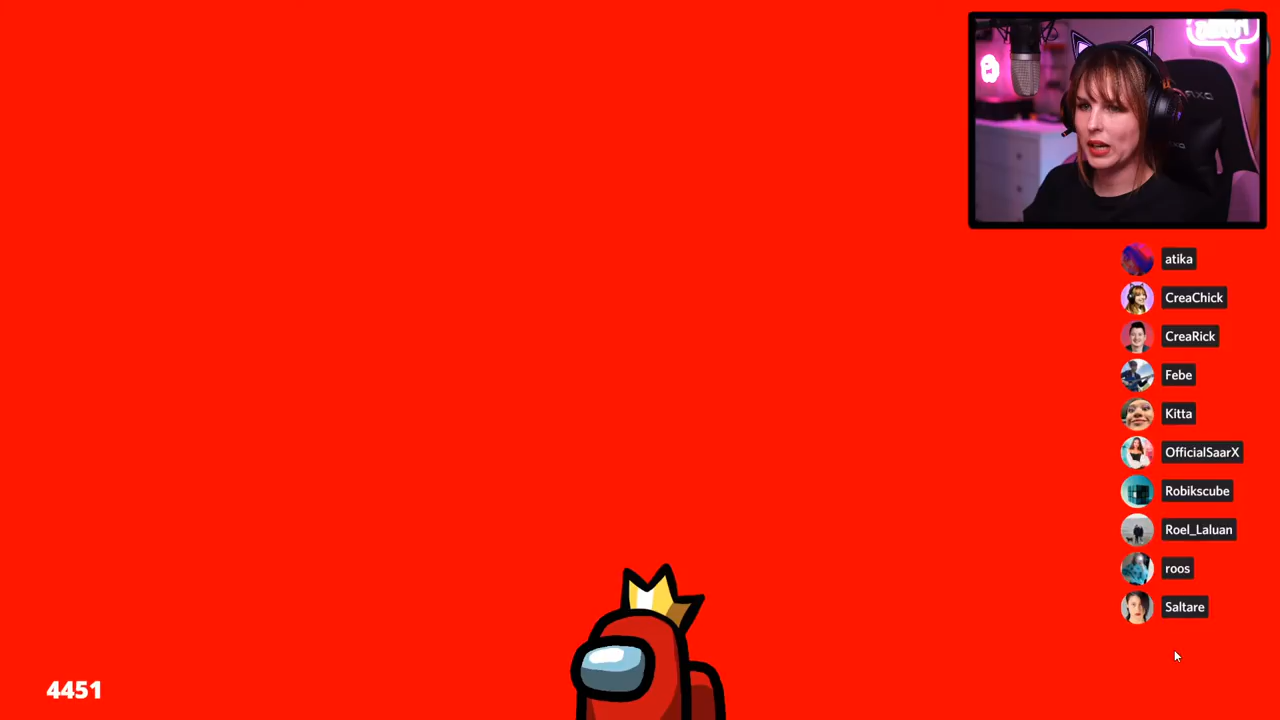 atika
CreaChick
CreaRick
Febe
Kitta
OfficialSaarX
Robikscube
Roel_Laluan
roos
Saltare
4451